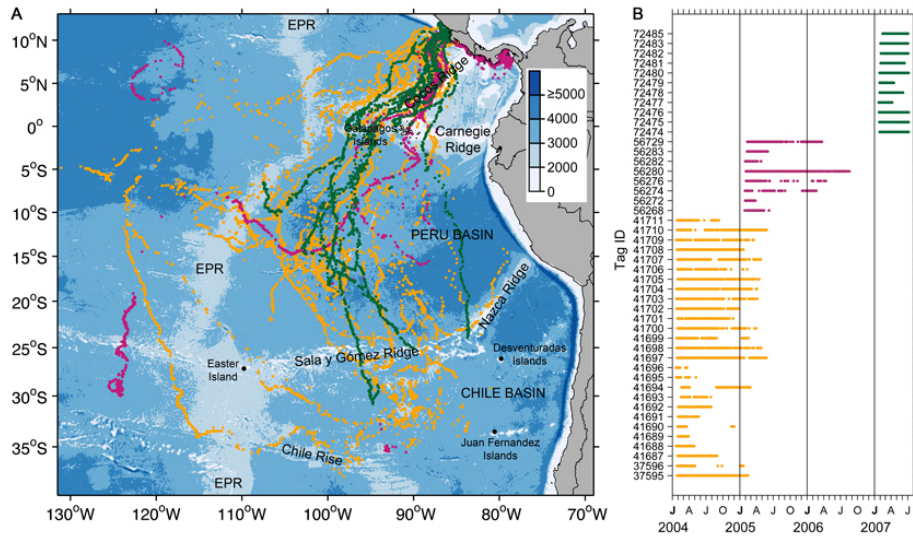 A
EPR
10°N
5°N
0°
5°S
10°S
15°S
20°S
25°S
30°S
35°S
Cocos Ridge
Galapagos
Islands
Carnegie
Ridge
≥5000
4000
3000
2000
0
PERU BASIN
EPR
Nazca Ridge
Sala y Gómez Ridge
Easter
Island
Desventuradas
Islands
CHILE BASIN
Juan Fernandez
Islands
Chile Rise
EPR
130°W 120°W 110°W 100°W 90°W 80°W 70°W
B
Tag ID
72485
72483
72482
72481
72480
72479
72478
72477
72476
72475
72474
56729
56283
56282
56280
56276
56274
56272
56268
41711
41710
41709
41708
41707
41706
41705
41704
41703
41702
41701
41700
41699
41698
41697
41696
41695
41694
41693
41692
41691
41690
41689
41688
41687
37596
37595
J A J O J A J O J A J O J A J
2004 2005 2006 2007